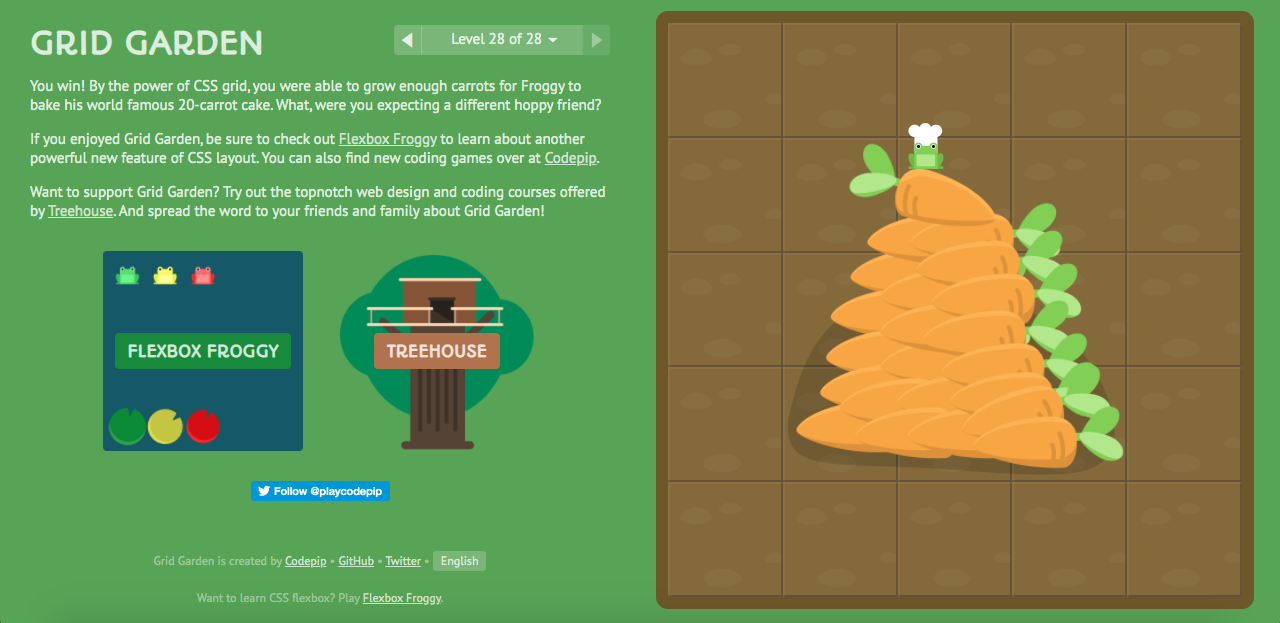 GRID GARDEN
Level 28 of 28
You win! By the power of CSS grid, you were able to grow enough carrots for Froggy to
bake his world famous 20-carrot cake. What, were you expecting a different hoppy friend?
If you enjoyed Grid Garden, be sure to check out Flexbox Froggy to learn about another
powerful new feature of CSS layout. You can also find new coding games over at Codepip.
Want to support Grid Garden? Try out the topnotch web design and coding courses offered
by Treehouse. And spread the word to your friends and family about Grid Garden!
FLEXBOX FROGGY
TREEHOUSE
Follow @playcodepip
Grid Garden is created by Codepip • GitHub • Twitter • English
Want to learn CSS flexbox? Play Flexbox Froggy.